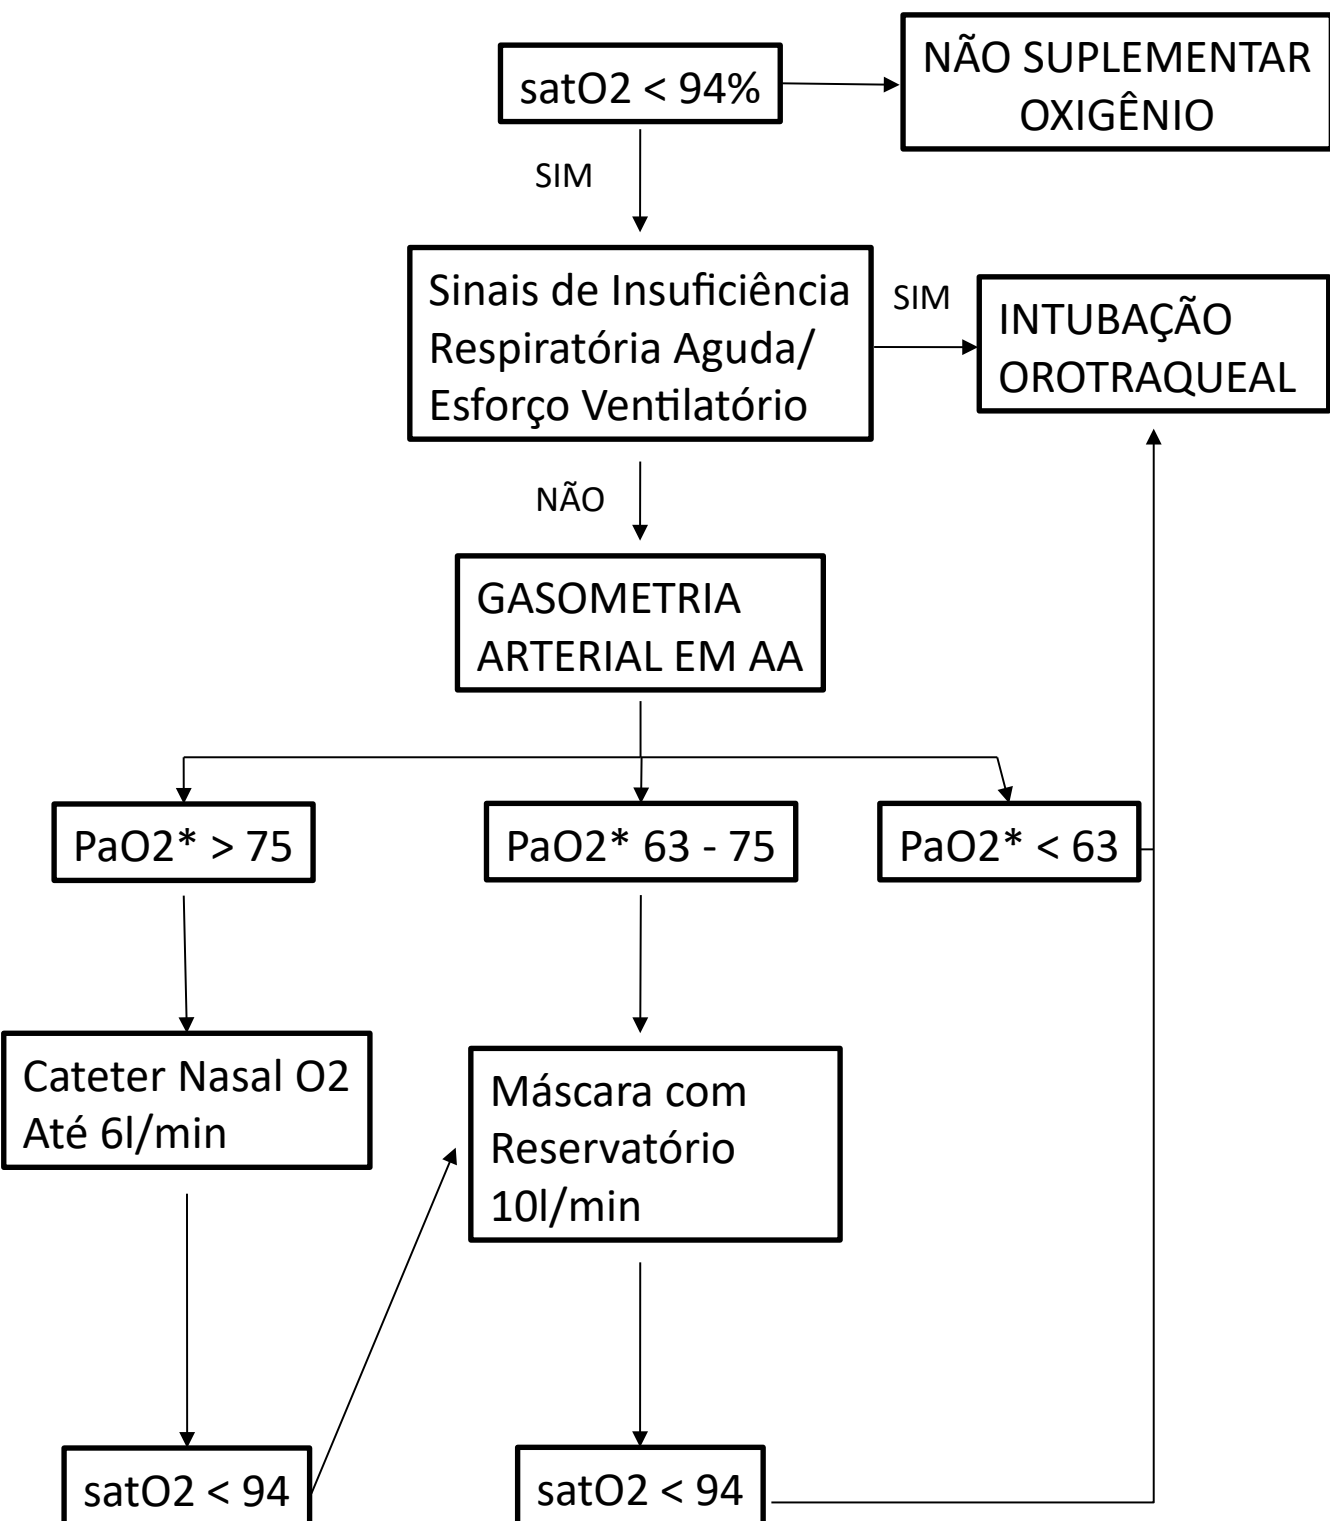 satO2 < 94%
NÃO SUPLEMENTAR
OXIGÊNIO
SIM
Sinais de Insuficiência
Respiratória Aguda/
Esforço Ventilatório
SIM
INTUBAÇÃO
OROTRAQUEAL
NÃO
GASOMETRIA
ARTERIAL EM AA
PaO2* > 75
PaO2* 63 - 75
PaO2* < 63
Cateter Nasal O2
Até 6l/min
Máscara com
Reservatório
10l/min
satO2 < 94
satO2 < 94